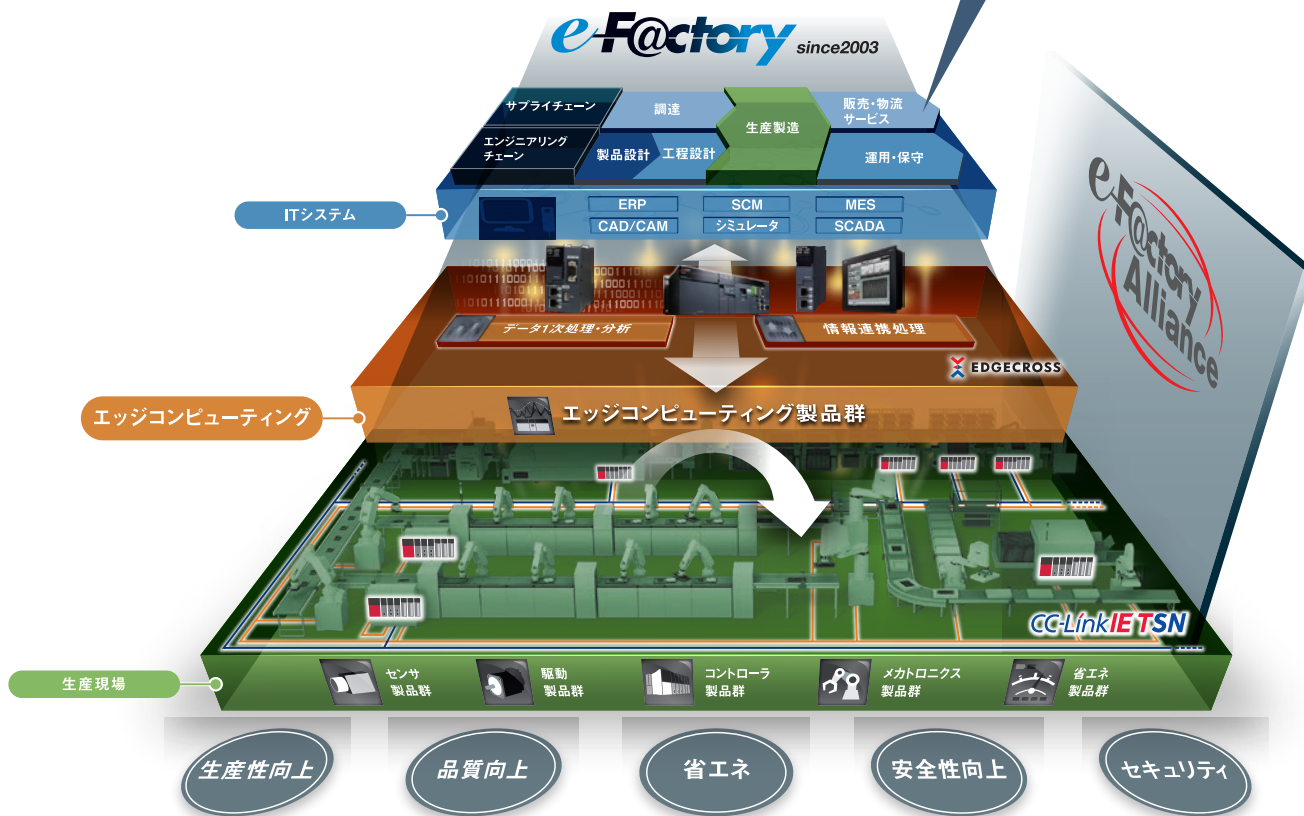 e-F@ctory since2003
サプライチェーン
調達
生産製造
販売・物流
サービス
エンジニアリング
チェーン
製品設計
工程設計
運用・保守
ITシステム
ERP
SCM
MES
CAD/CAM
シミュレータ
SCADA
e-F@ctory
Alliance
データ1次処理・分析
情報連携処理
EDGECROSS
エッジコンピューティング
エッジコンピューティング製品群
CC-Link IE TSN
生産現場
センサ
製品群
駆動
製品群
コントローラ
製品群
メカトロニクス
製品群
省エネ
製品群
生産性向上
品質向上
省エネ
安全性向上
セキュリティ